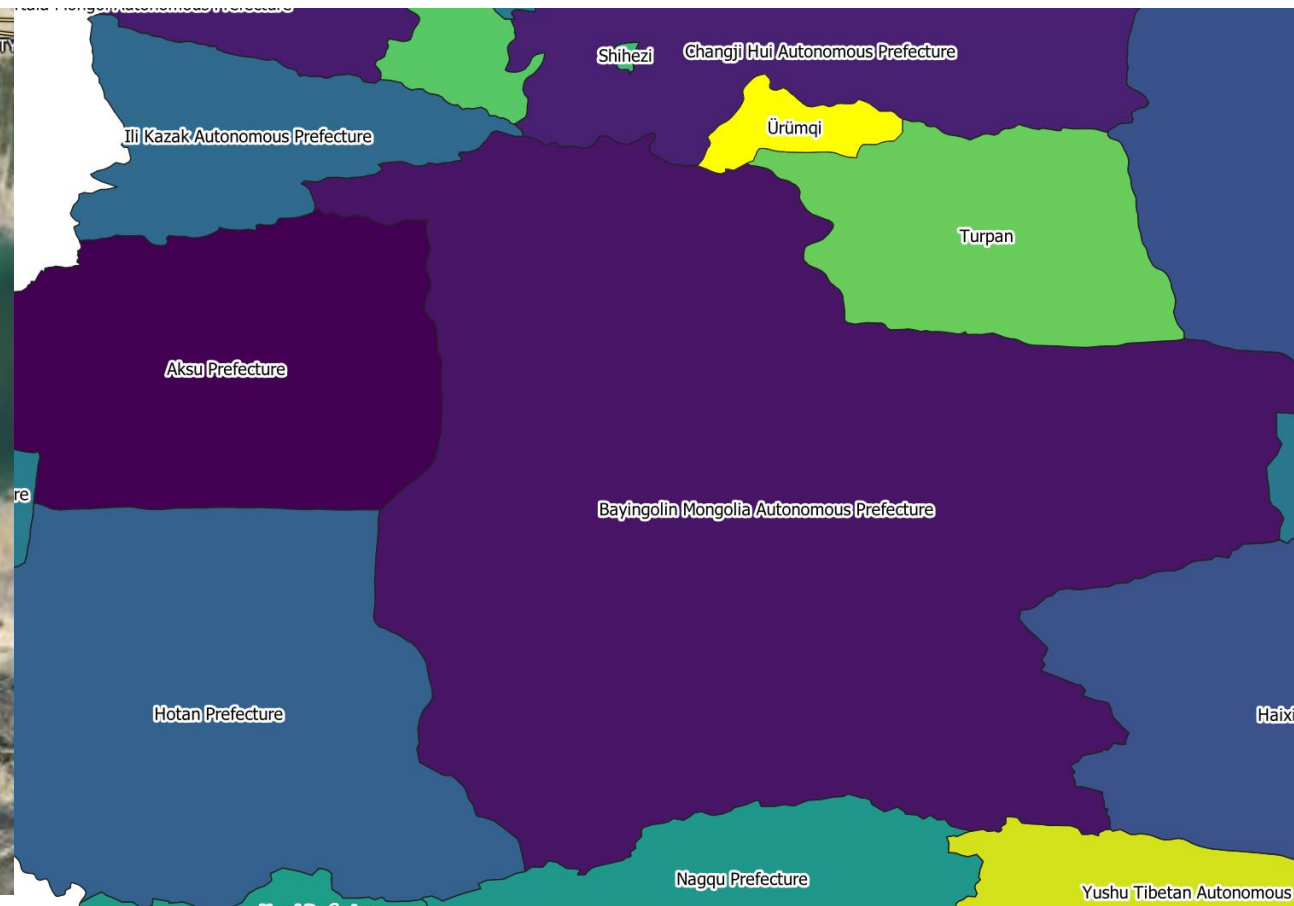 Shihezi
Changji Hui Autonomous Prefecture
Ürümqi
Ili Kazak Autonomous Prefecture
Turpan
Aksu Prefecture
re
Bayingolin Mongolia Autonomous Prefecture
Hotan Prefecture
Haixi
Nagqu Prefecture
Yushu Tibetan Autonomous